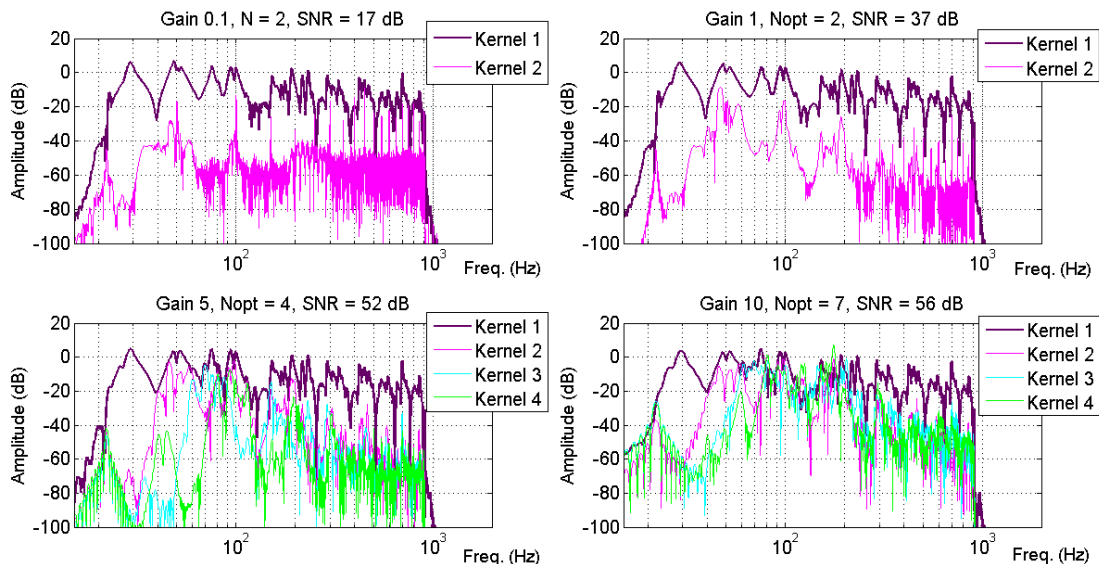 Gain 0.1, N = 2, SNR = 17 dB
Kernel 1
Kernel 2
20
0
-20
-40
-60
-80
-100
Amplitude (dB)
10^2
10^3
Freq. (Hz)
Gain 1, Nopt = 2, SNR = 37 dB
Kernel 1
Kernel 2
20
0
-20
-40
-60
-80
-100
Amplitude (dB)
10^2
10^3
Freq. (Hz)
Gain 5, Nopt = 4, SNR = 52 dB
Kernel 1
Kernel 2
Kernel 3
Kernel 4
20
0
-20
-40
-60
-80
-100
Amplitude (dB)
10^2
10^3
Freq. (Hz)
Gain 10, Nopt = 7, SNR = 56 dB
Kernel 1
Kernel 2
Kernel 3
Kernel 4
20
0
-20
-40
-60
-80
-100
Amplitude (dB)
10^2
10^3
Freq. (Hz)